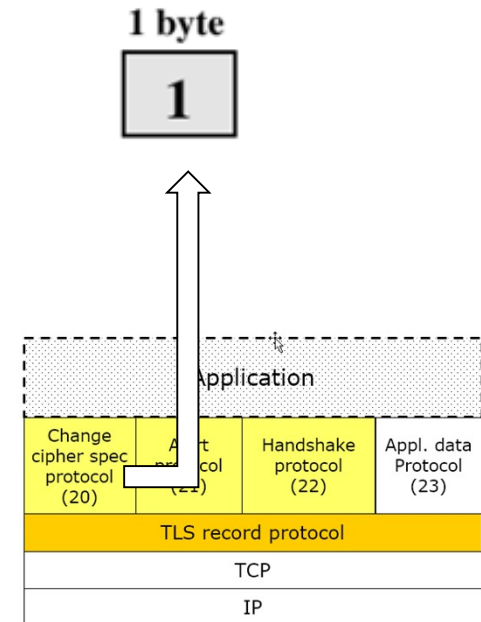 1 byte
1
Application
Change
cipher spec
protocol
(20)
(21)
Handshake
protocol
(22)
Appl. data
Protocol
(23)
TLS record protocol
TCP
IP